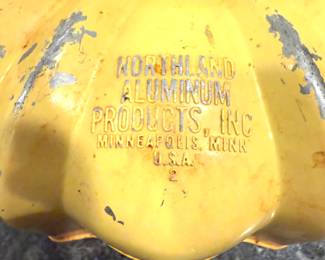 NORTHLAND
ALUMINUM
PRODUCTS, INC
MINNEAPOLIS, MINN
U.S.A.
2